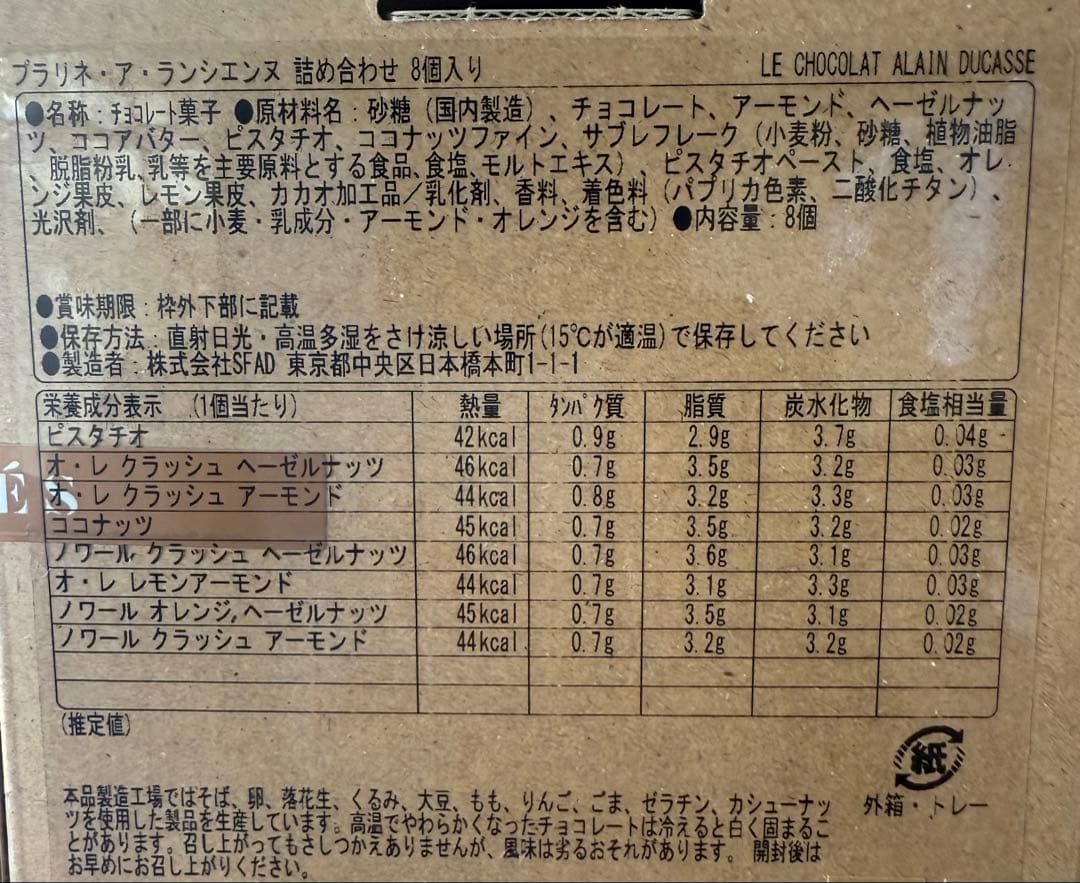 プラリネ・ア・ランシエンヌ 詰め合わせ 8個入り
LE CHOCOLAT ALAIN DUCASSE
●名称：チョコレート菓子 ●原材料名：砂糖（国内製造）、チョコレート、アーモンド、ヘーゼルナッ
ツ、ココアバター、ピスタチオ、ココナッツファイン、サブレフレーク（小麦粉、砂糖、植物油脂
、脱脂粉乳、乳等を主要原料とする食品、食塩、モルトエキス）、ピスタチオペースト、食塩、オレ
ンジ果皮、レモン果皮、カカオ加工品／乳化剤、香料、着色料（パプリカ色素、二酸化チタン）、
光沢剤、（一部に小麦・乳成分・アーモンド・オレンジを含む）●内容量：8個
●賞味期限：枠外下部に記載
●保存方法：直射日光・高温多湿をさけ涼しい場所(15℃が適温)で保存してください
●製造者：株式会社SFAD 東京都中央区日本橋本町1-1-1
栄養成分表示 （1個当たり） 熱量 タンパク質 脂質 炭水化物 食塩相当量
ピスタチオ 42kcal 0.9g 2.9g 3.7g 0.04g
オ・レ クラッシュ ヘーゼルナッツ 46kcal 0.7g 3.5g 3.2g 0.03g
オ・レ クラッシュ アーモンド 44kcal 0.8g 3.2g 3.3g 0.03g
ÉS
ココナッツ 45kcal 0.7g 3.5g 3.2g 0.02g
ノワール クラッシュ ヘーゼルナッツ 46kcal 0.7g 3.6g 3.1g 0.03g
オ・レ レモンアーモンド 44kcal 0.7g 3.1g 3.3g 0.03g
ノワール オレンジ,ヘーゼルナッツ 45kcal 0.7g 3.5g 3.1g 0.02g
ノワール クラッシュ アーモンド 44kcal 0.7g 3.2g 3.2g 0.02g
（推定値）
紙
外箱・トレー
本品製造工場ではそば、卵、落花生、くるみ、大豆、もも、りんご、ごま、ゼラチン、カシューナッ
ツを使用した製品を生産しています。高温でやわらかくなったチョコレートは冷えると白く固まるこ
とがあります。召し上がってもさしつかえありませんが、風味は劣るおそれがあります。 開封後は
お早めにお召し上がりください。